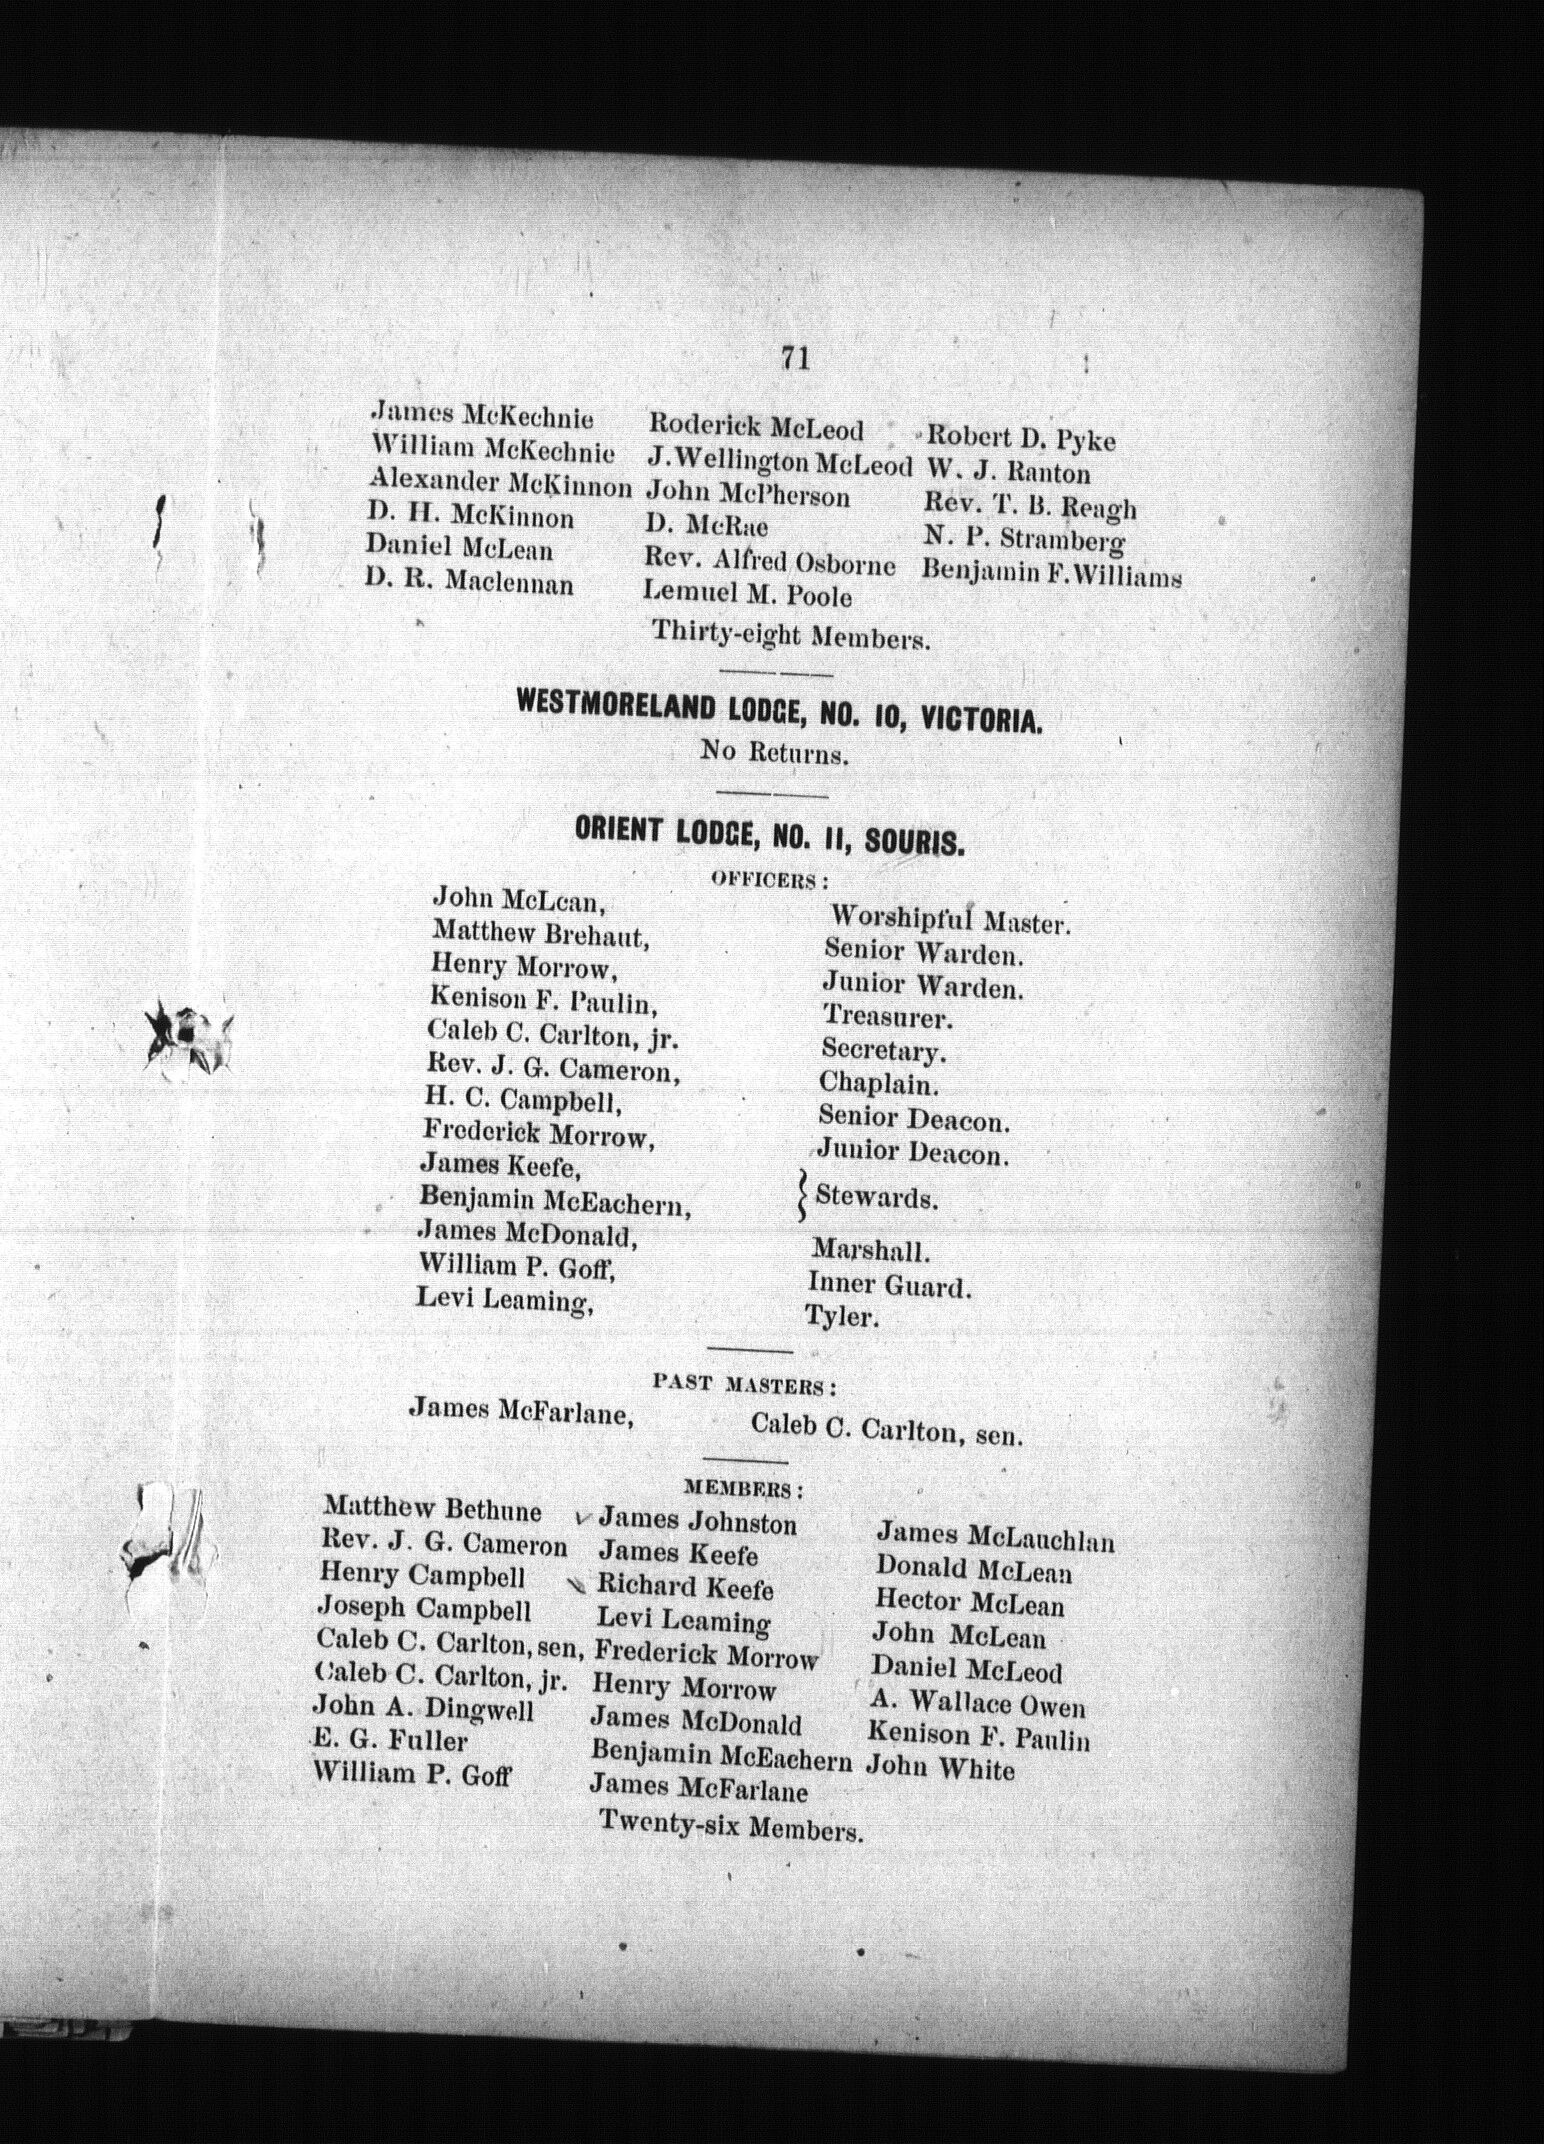 71
James McKechnie Roderick McLeod Robert D. Pyke
William McKechnie J. Wellington McLeod W. J. Ranton
Alexander McKinnon John McPherson Rev. T. B. Reagh
D. H. McKinnon D. McRae N. P. Stramberg
Daniel McLean Rev. Alfred Osborne Benjamin F. Williams
D. R. Maclennan Lemuel M. Poole
Thirty-eight Members.
WESTMORELAND LODGE, NO. 10, VICTORIA.
No Returns.
ORIENT LODGE, NO. 11, SOURIS.
OFFICERS:
John McLean, Worshipful Master.
Matthew Brehaut, Senior Warden.
Henry Morrow, Junior Warden.
Kenison F. Paulin, Treasurer.
Caleb C. Carlton, jr. Secretary.
Rev. J. G. Cameron, Chaplain.
H. C. Campbell, Senior Deacon.
Frederick Morrow, Junior Deacon.
James Keefe,
Benjamin McEachern, } Stewards.
James McDonald, Marshall.
William P. Goff, Inner Guard.
Levi Leaming, Tyler.
PAST MASTERS:
James McFarlane, Caleb C. Carlton, sen.
MEMBERS:
Matthew Bethune James Johnston James McLauchlan
Rev. J. G. Cameron James Keefe Donald McLean
Henry Campbell Richard Keefe Hector McLean
Joseph Campbell Levi Leaming John McLean
Caleb C. Carlton, sen, Frederick Morrow Daniel McLeod
Caleb C. Carlton, jr. Henry Morrow A. Wallace Owen
John A. Dingwell James McDonald Kenison F. Paulin
E. G. Fuller Benjamin McEachern John White
William P. Goff James McFarlane
Twenty-six Members.